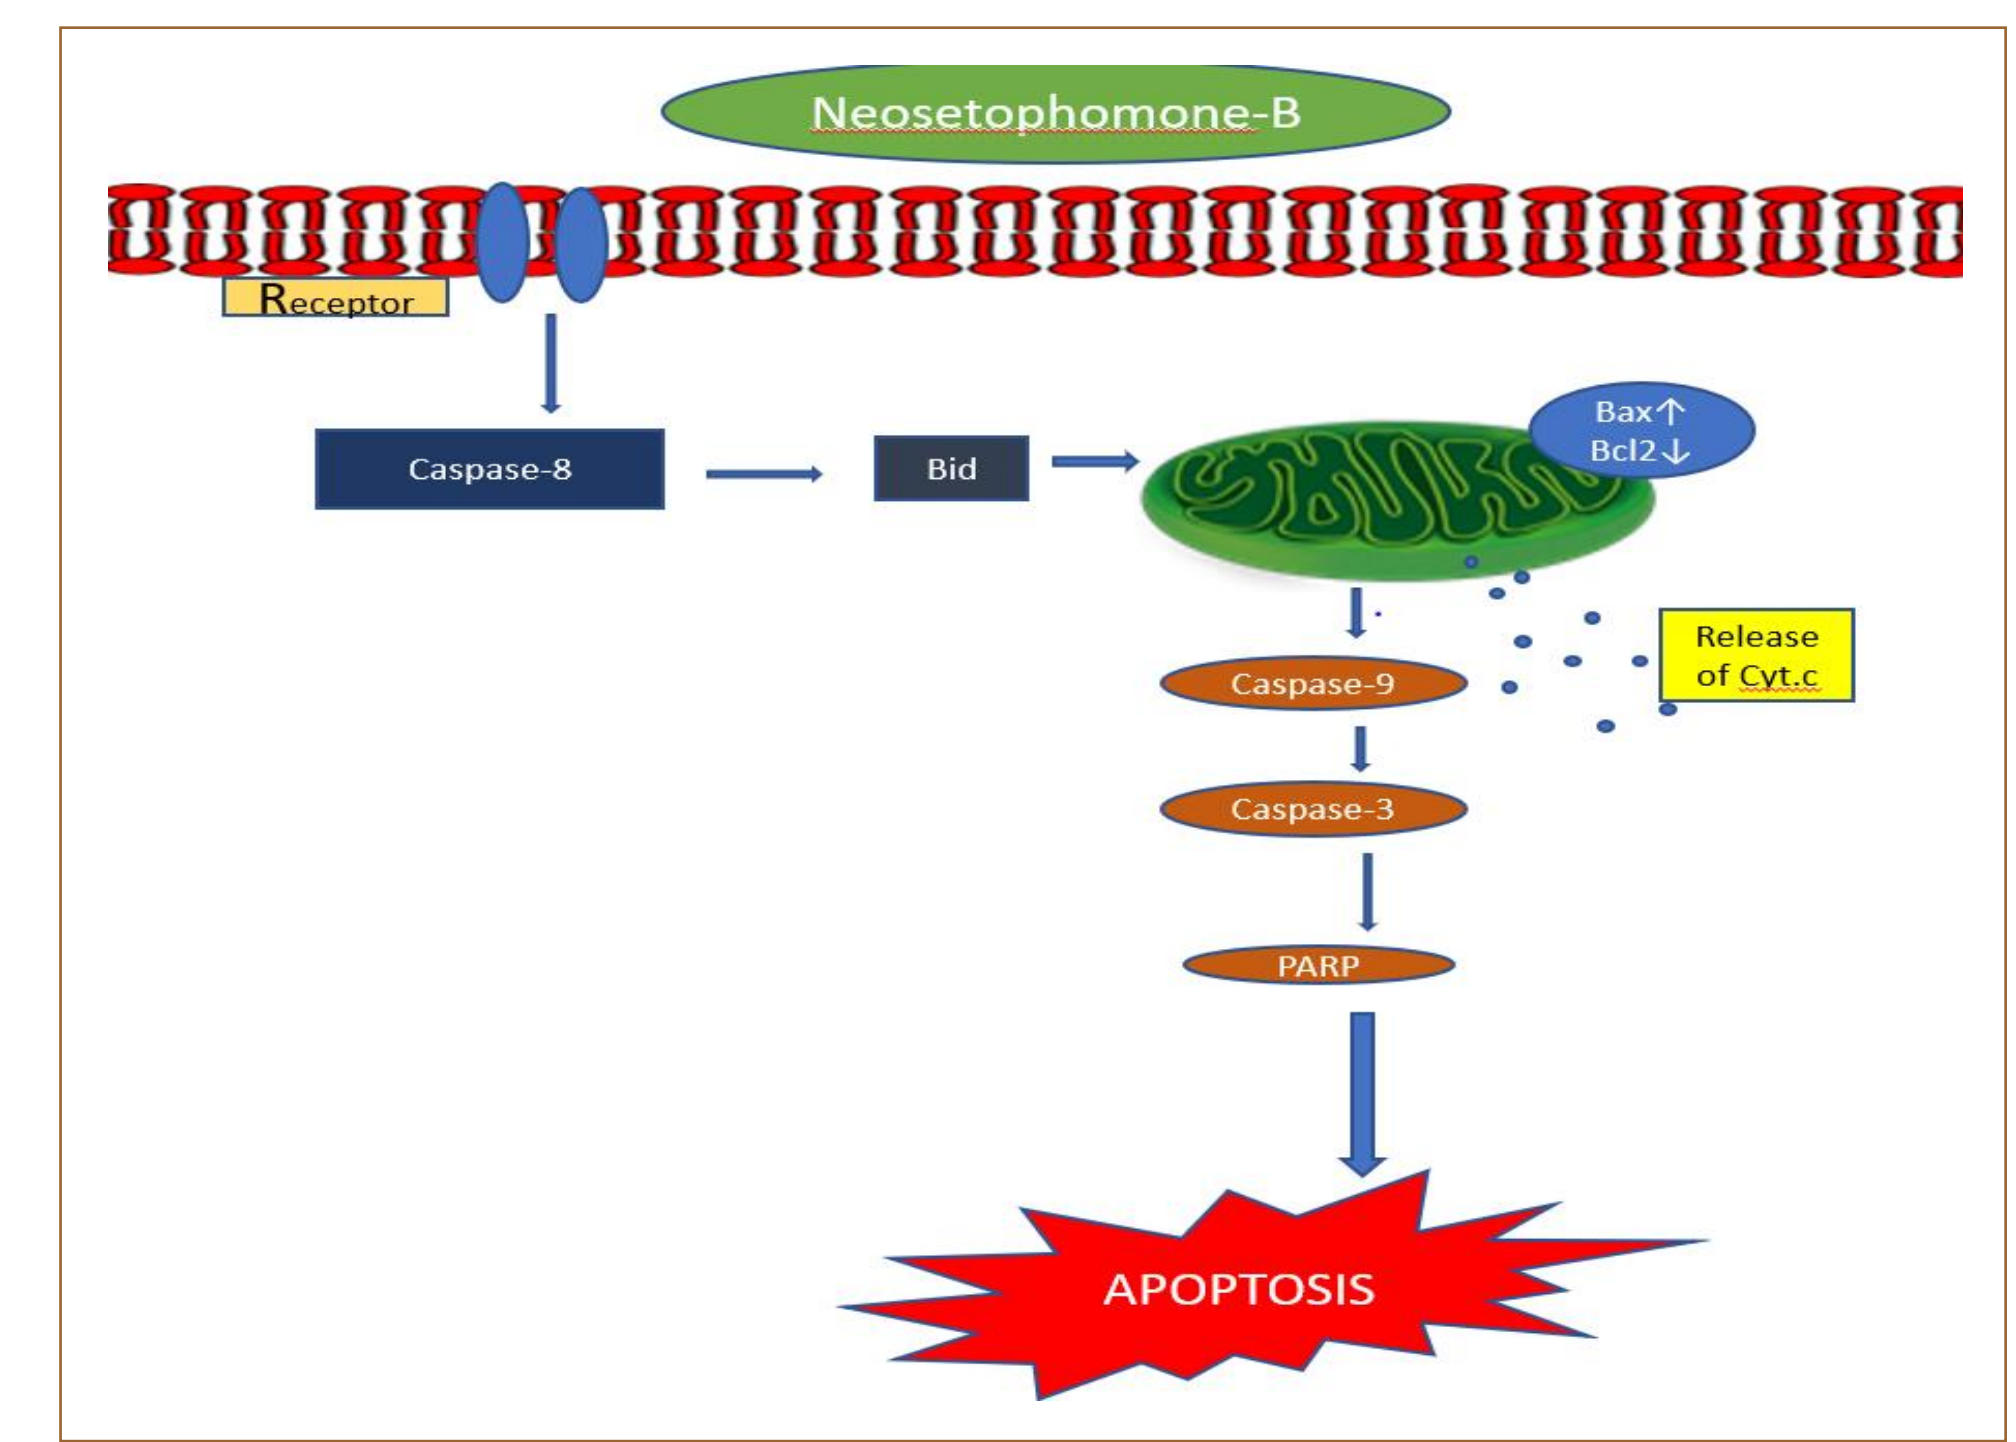 Neosetophomone-B
Receptor
Caspase-8
Bid
Bax↑
Bcl2↓
Release
of Cyt.c
Caspase-9
Caspase-3
PARP
APOPTOSIS